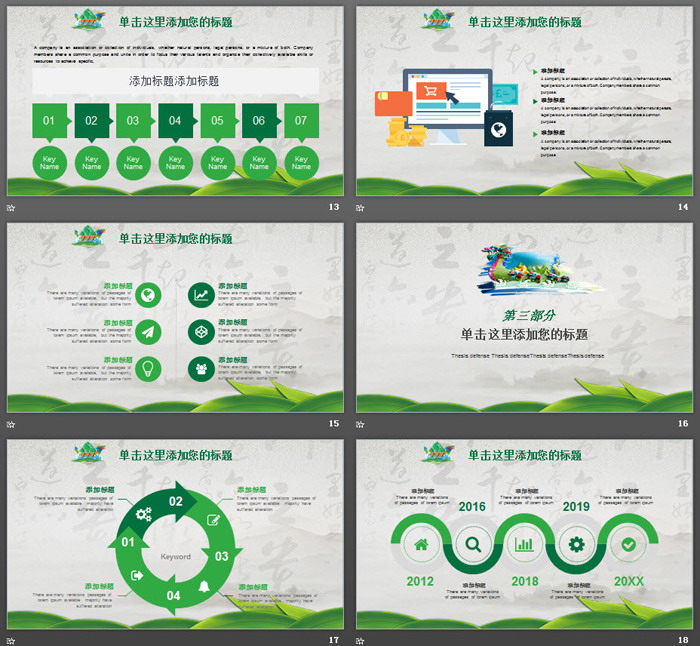 单击这里添加您的标题
A company is an association or collection of individuals, whether natural persons, legal persons, or a mixture of both. Company
members share a common purpose and unite in order to focus their various talents and organize their collectively available skills or
resources to achieve specific.
添加标题添加标题
01 02 03 04 05 06 07
Key Name Key Name Key Name Key Name Key Name Key Name Key Name
13
单击这里添加您的标题
添加标题
A company is an association or collection of individuals, whether natural persons,
legal persons, or a mixture of both. Company members share a common
purpose
添加标题
A company is an association or collection of individuals, whether natural persons,
legal persons, or a mixture of both. Company members share a common
purpose
添加标题
A company is an association or collection of individuals, whether natural persons,
legal persons, or a mixture of both. Company members share a common
purpose
14
单击这里添加您的标题
添加标题
There are many variations of passages of
lorem ipsum available, but the majority
suffered alteration some form
添加标题
There are many variations of passages of
lorem ipsum available, but the majority
suffered alteration some form
添加标题
There are many variations of passages of
lorem ipsum available, but the majority
suffered alteration some form
添加标题
There are many variations of passages of
lorem ipsum available, but the majority
suffered alteration some form
添加标题
There are many variations of passages of
lorem ipsum available, but the majority
suffered alteration some form
添加标题
There are many variations of passages of
lorem ipsum available, but the majority
suffered alteration some form
15
第三部分
单击这里添加您的标题
Thesis defense Thesis defenseThesis defenseThesis defense
16
单击这里添加您的标题
添加标题
There are many variations passages of
lorem ipsum available, majority have
suffered alteration
添加标题
There are many variations passages of
lorem ipsum available, majority have
suffered alteration
02
01
Keyword
03
04
添加标题
There are many variations passages of
lorem ipsum available, majority have
suffered alteration
添加标题
There are many variations passages of
lorem ipsum available, majority have
suffered alteration
17
单击这里添加您的标题
添加标题
There are many variations
of passages of lorem ipsum
2016
添加标题
There are many variations
of passages of lorem ipsum
2019
添加标题
There are many variations
of passages of lorem ipsum
2012
添加标题
There are many variations
of passages of lorem ipsum
2018
添加标题
There are many variations
of passages of lorem ipsum
20XX
18